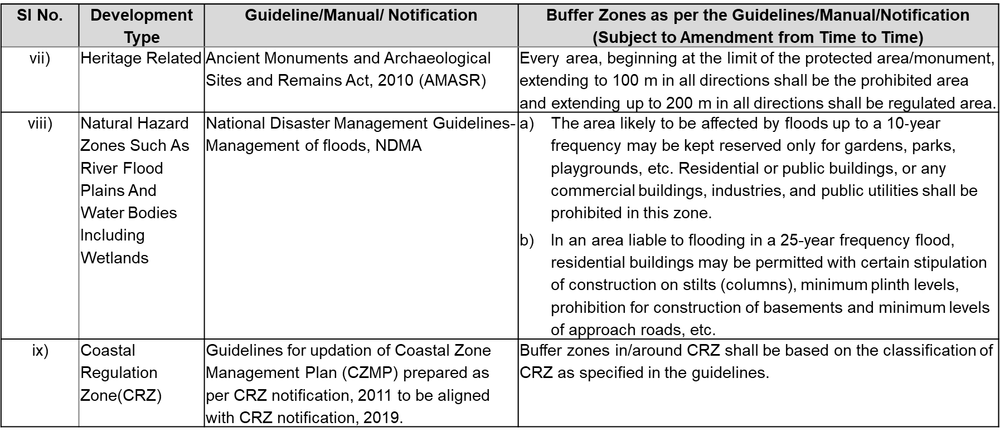 Sl No.
Development
Type
Guideline/Manual/ Notification
Buffer Zones as per the Guidelines/Manual/Notification
(Subject to Amendment from Time to Time)
vii)
Heritage Related
Ancient Monuments and Archaeological
Sites and Remains Act, 2010 (AMASR)
Every area, beginning at the limit of the protected area/monument,
extending to 100 m in all directions shall be the prohibited area
and extending up to 200 m in all directions shall be regulated area.
viii)
Natural Hazard
Zones Such As
River Flood
Plains And
Water Bodies
Including
Wetlands
National Disaster Management Guidelines-
Management of floods, NDMA
a) The area likely to be affected by floods up to a 10-year
frequency may be kept reserved only for gardens, parks,
playgrounds, etc. Residential or public buildings, or any
commercial buildings, industries, and public utilities shall be
prohibited in this zone.
b) In an area liable to flooding in a 25-year frequency flood,
residential buildings may be permitted with certain stipulation
of construction on stilts (columns), minimum plinth levels,
prohibition for construction of basements and minimum levels
of approach roads, etc.
ix)
Coastal
Regulation
Zone(CRZ)
Guidelines for updation of Coastal Zone
Management Plan (CZMP) prepared as
per CRZ notification, 2011 to be aligned
with CRZ notification, 2019.
Buffer zones in/around CRZ shall be based on the classification of
CRZ as specified in the guidelines.